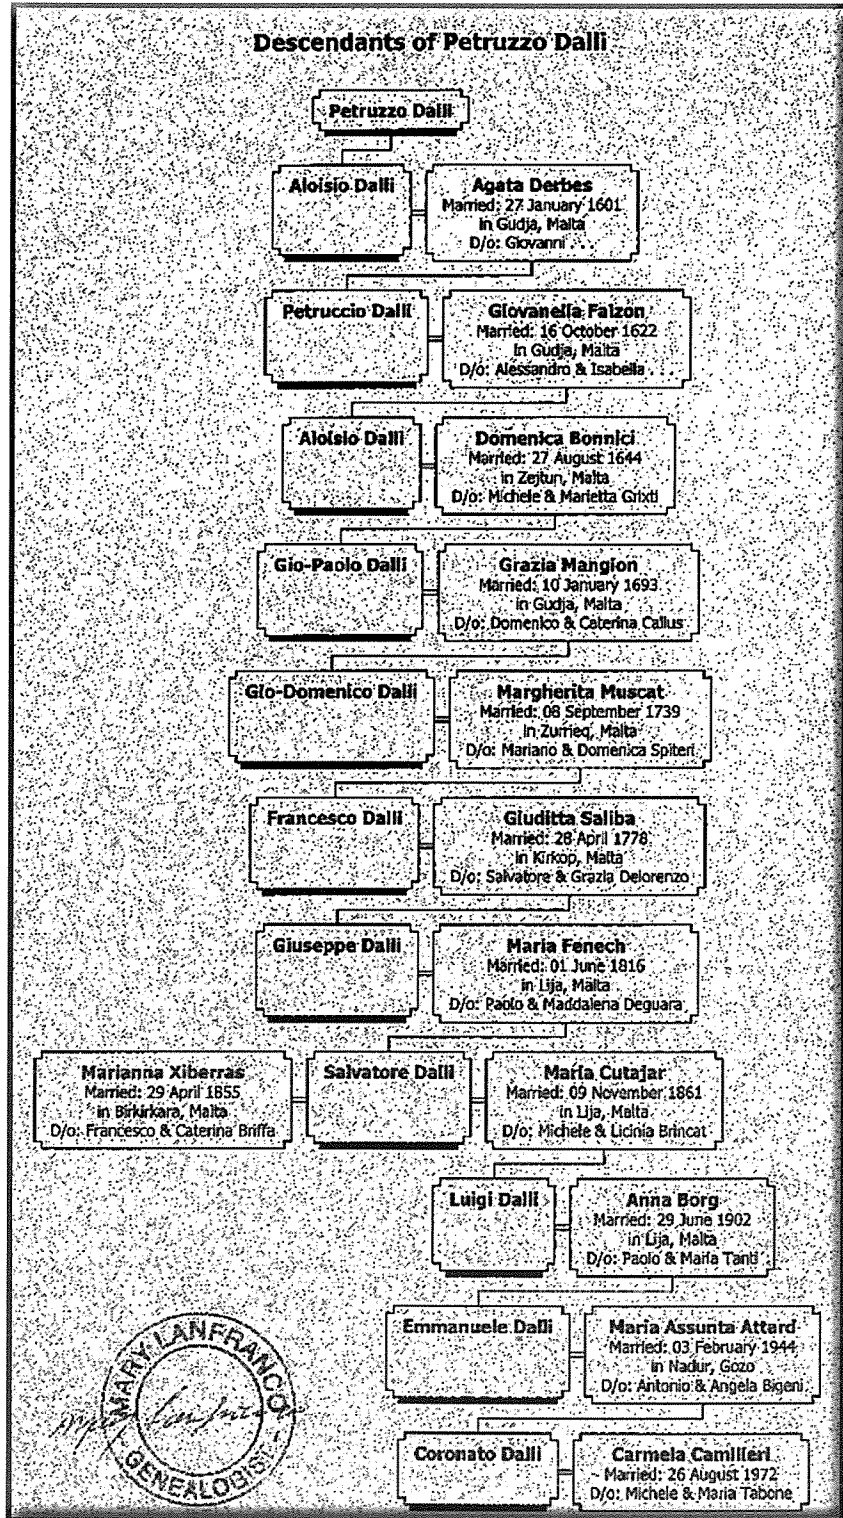 Descendants of Petruzzo Dalli
Petruzzo Dalli
Aloisio Dalli
Agata Derbes
Married: 27 January 1601
in Gudja, Malta
D/o: Giovanni . . .
Petruccio Dalli
Giovanella Falzon
Married: 16 October 1622
in Gudja, Malta
D/o: Alessandro & Isabella . . .
Aloisio Dalli
Domenica Bonnici
Married: 27 August 1644
in Zejtun, Malta
D/o: Michele & Marietta Grixti
Gio-Paolo Dalli
Grazia Mangion
Married: 10 January 1693
in Gudja, Malta
D/o: Domenico & Caterina Callus
Gio-Domenico Dalli
Margherita Muscat
Married: 08 September 1739
in Zurrieq, Malta
D/o: Mariano & Domenica Spiteri
Francesco Dalli
Giuditta Saliba
Married: 28 April 1778
in Kirkop, Malta
D/o: Salvatore & Grazia Delorenzo
Giuseppe Dalli
Maria Fenech
Married: 01 June 1816
in Lija, Malta
D/o: Paolo & Maddalena Deguara
Marianna Xiberras
Married: 29 April 1855
in Birkirkara, Malta
D/o: Francesco & Caterina Briffa
Salvatore Dalli
Maria Cutajar
Married: 09 November 1861
in Lija, Malta
D/o: Michele & Licinia Brincat
Luigi Dalli
Anna Borg
Married: 29 June 1902
in Lija, Malta
D/o: Paolo & Maria Tanti
Emmanuele Dalli
Maria Assunta Attard
Married: 03 February 1944
in Nadur, Gozo
D/o: Antonio & Angela Bigeni
Coronato Dalli
Carmela Camilleri
Married: 26 August 1972
D/o: Michele & Maria Tabone
MARY LANFRANCO
- GENEALOGIST -